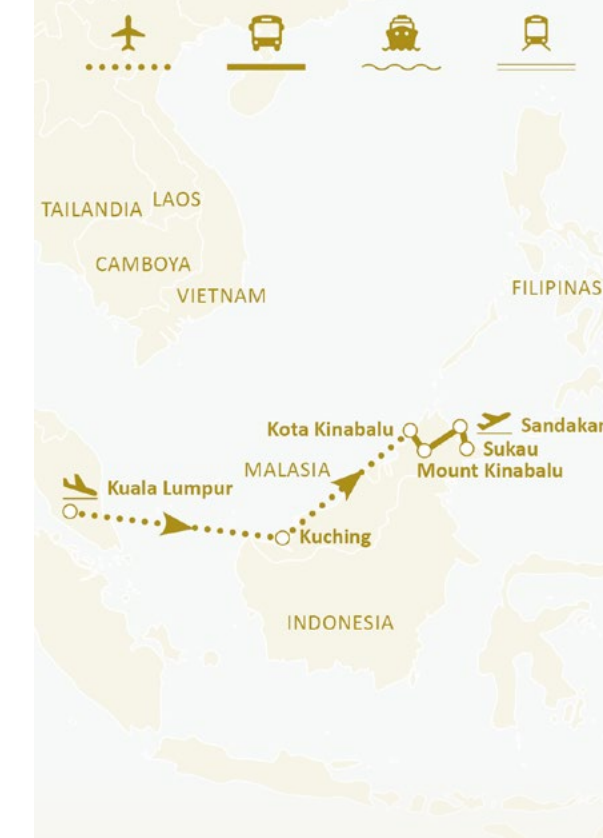 TAILANDIA
LAOS
CAMBOYA
VIETNAM
FILIPINAS
Kota Kinabalu
Sandakan
Sukau
MALASIA
Mount Kinabalu
Kuala Lumpur
Kuching
INDONESIA